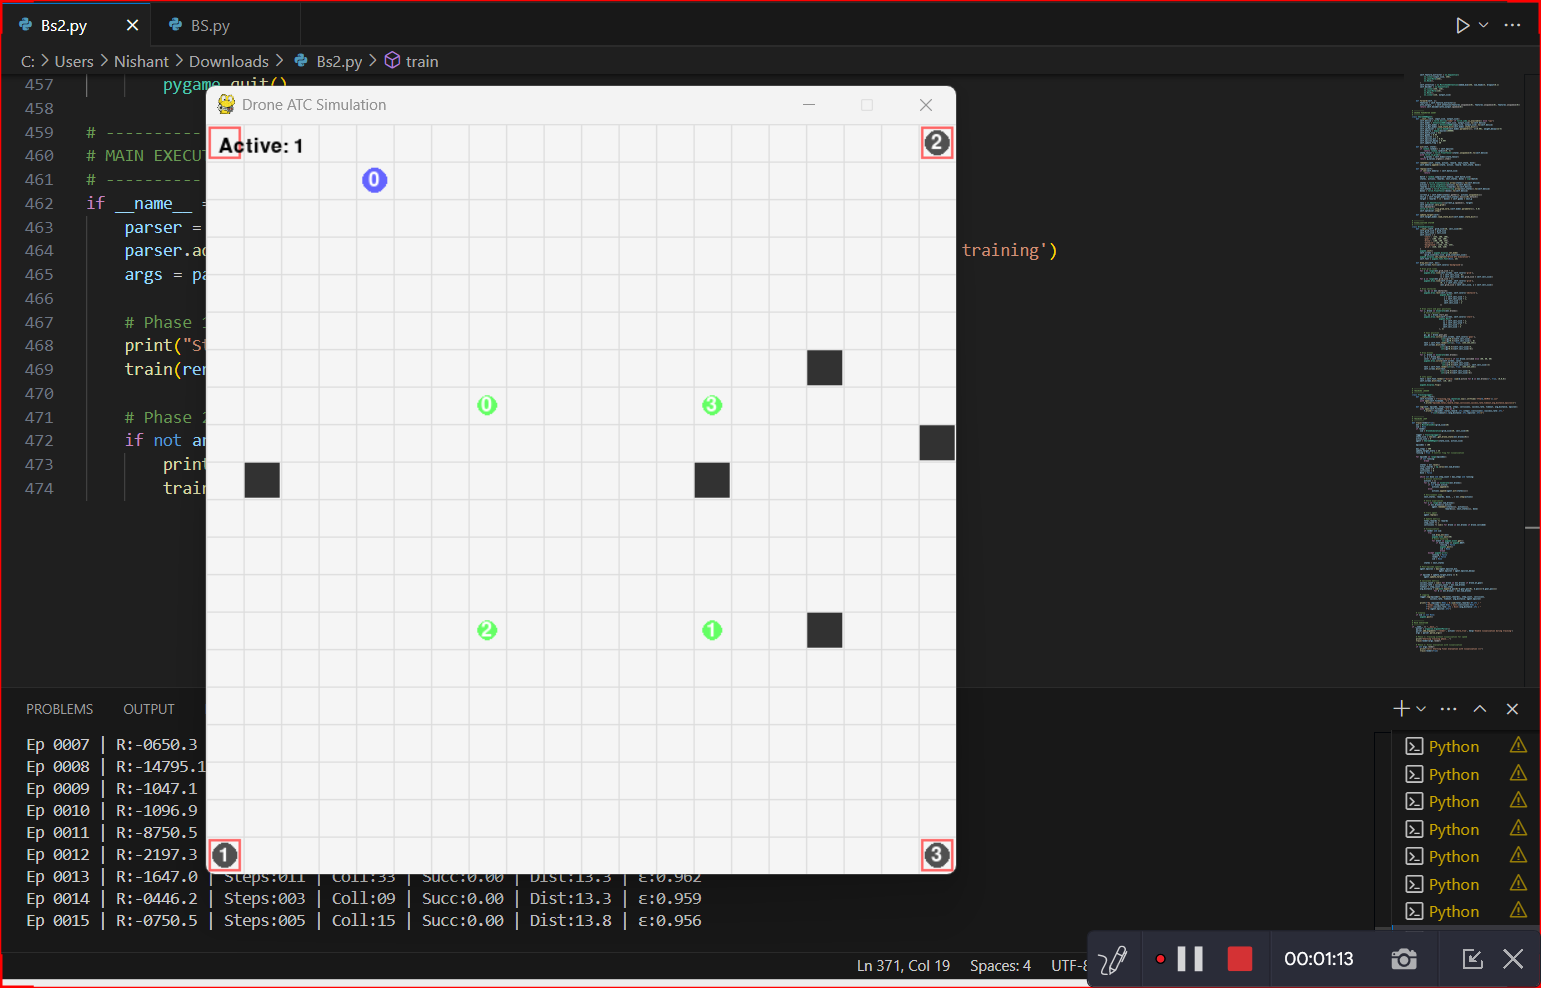 Bs2.py
BS.py
C: > Users > Nishant > Downloads > Bs2.py > train
457 pygame.quit()
458
459 # ----------
460 # MAIN EXECUT
461 # ----------
462 if __name__ =
463 parser =
464 parser.ad training')
465 args = pa
466
467 # Phase 1
468 print("St
469 train(ren
470
471 # Phase 2
472 if not ar
473 print
474 train
Drone ATC Simulation
Active: 1
2
0
0
3
2
1
1
3
PROBLEMS OUTPUT
Ep 0007 | R:-0650.3
Ep 0008 | R:-14795.1
Ep 0009 | R:-1047.1
Ep 0010 | R:-1096.9
Ep 0011 | R:-8750.5
Ep 0012 | R:-2197.3
Ep 0013 | R:-1647.0 | Steps:011 | Coll:33 | Succ:0.00 | Dist:13.3 | ε:0.962
Ep 0014 | R:-0446.2 | Steps:003 | Coll:09 | Succ:0.00 | Dist:13.3 | ε:0.959
Ep 0015 | R:-0750.5 | Steps:005 | Coll:15 | Succ:0.00 | Dist:13.8 | ε:0.956
Python
Python
Python
Python
Python
Python
Python
Ln 371, Col 19 Spaces: 4 UTF-8
00:01:13